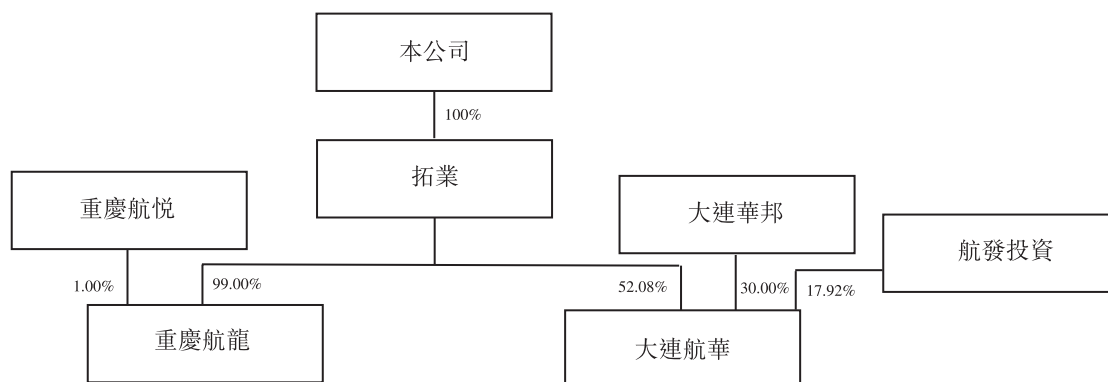 本公司
100%
拓業
重慶航悦
大連華邦
航發投資
1.00%
99.00%
52.08%
30.00%
17.92%
重慶航龍
大連航華